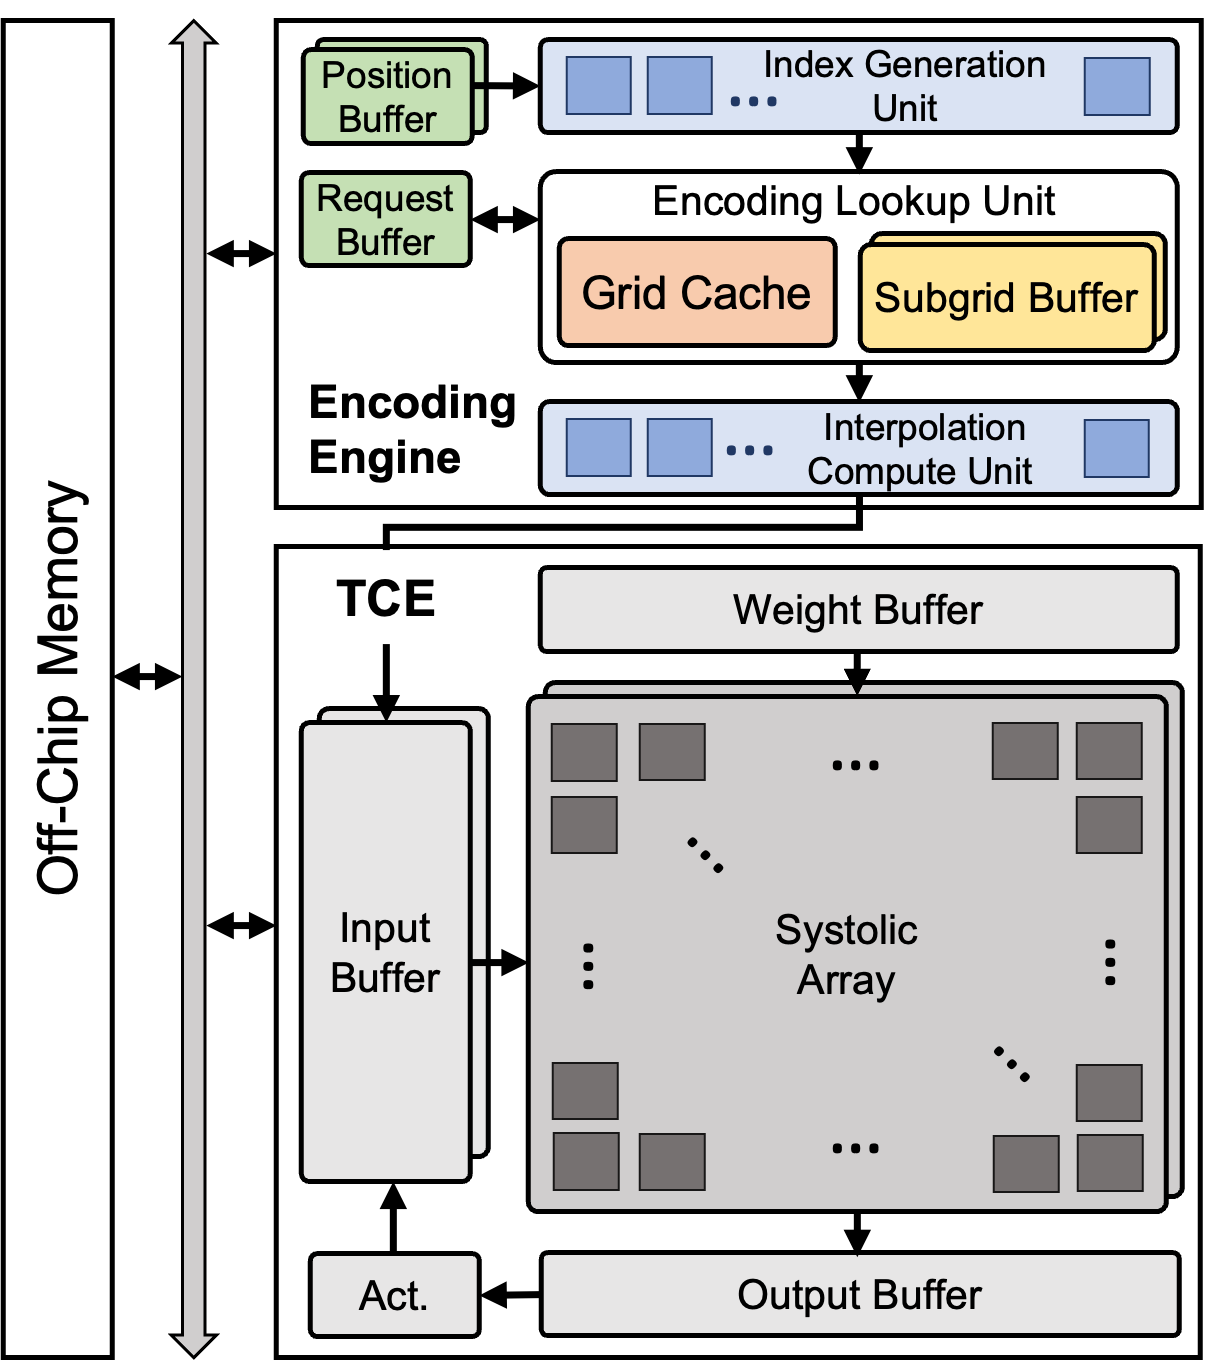 Off-Chip Memory
Position
Buffer
Index Generation
Unit
Request
Buffer
Encoding Lookup Unit
Grid Cache
Subgrid Buffer
Encoding
Engine
Interpolation
Compute Unit
TCE
Weight Buffer
Input
Buffer
Systolic
Array
Act.
Output Buffer